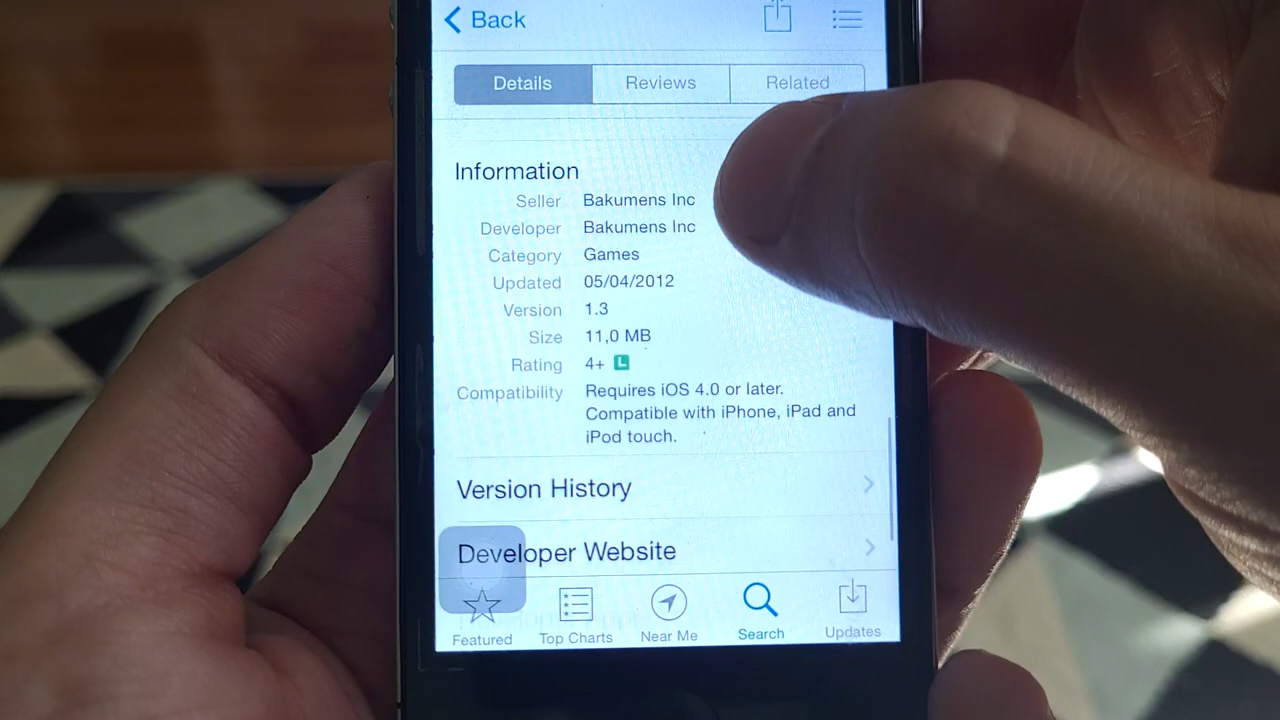 Back
Details Reviews Related
Information
Seller Bakumens Inc
Developer Bakumens Inc
Category Games
Updated 05/04/2012
Version 1.3
Size 11,0 MB
Rating 4+ L
Compatibility Requires iOS 4.0 or later.
Compatible with iPhone, iPad and
iPod touch.
Version History
Developer Website
Featured Top Charts Near Me Search Updates